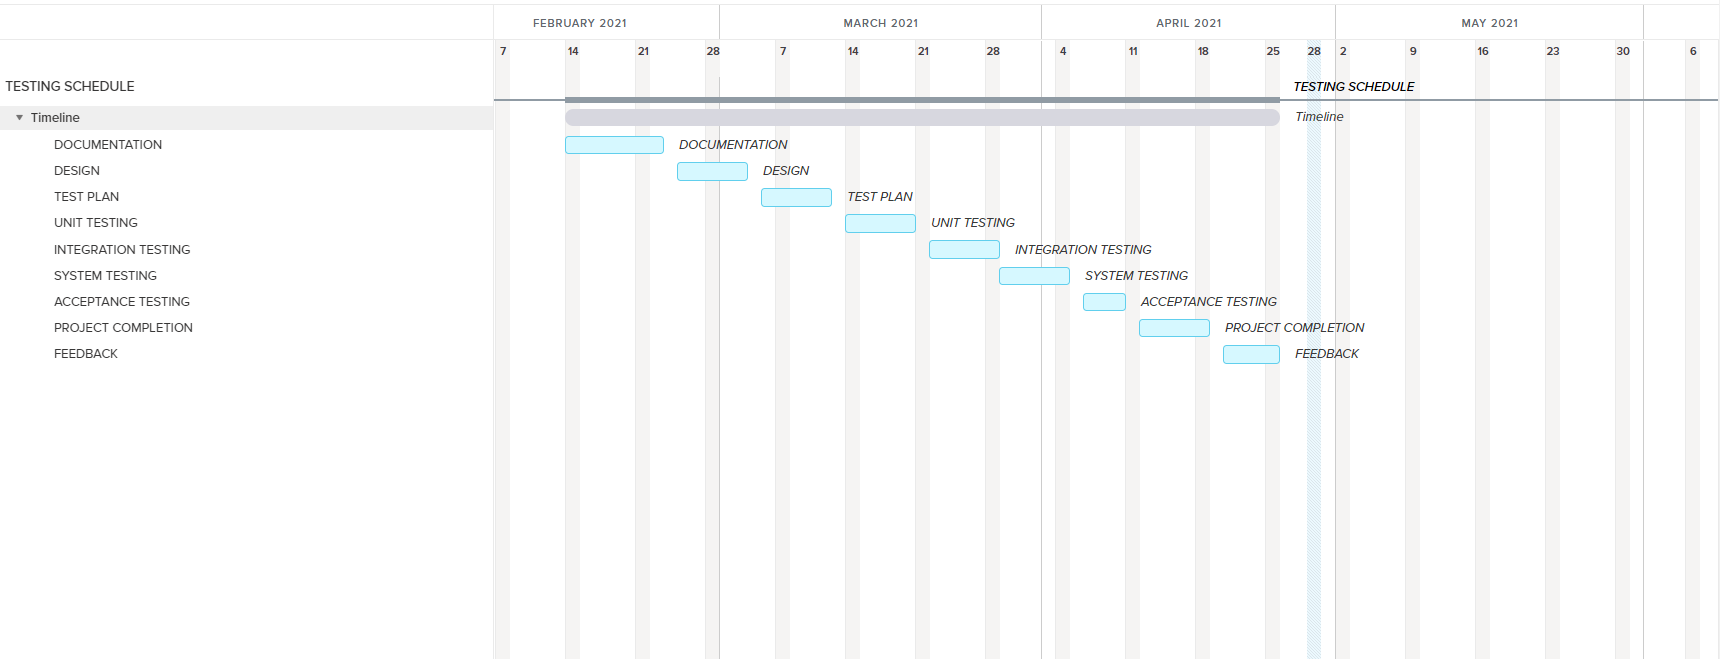 FEBRUARY 2021 MARCH 2021 APRIL 2021 MAY 2021
7 14 21 28 7 14 21 28 4 11 18 25 28 2 9 16 23 30 6
TESTING SCHEDULE TESTING SCHEDULE
Timeline Timeline
DOCUMENTATION DOCUMENTATION
DESIGN DESIGN
TEST PLAN TEST PLAN
UNIT TESTING UNIT TESTING
INTEGRATION TESTING INTEGRATION TESTING
SYSTEM TESTING SYSTEM TESTING
ACCEPTANCE TESTING ACCEPTANCE TESTING
PROJECT COMPLETION PROJECT COMPLETION
FEEDBACK FEEDBACK